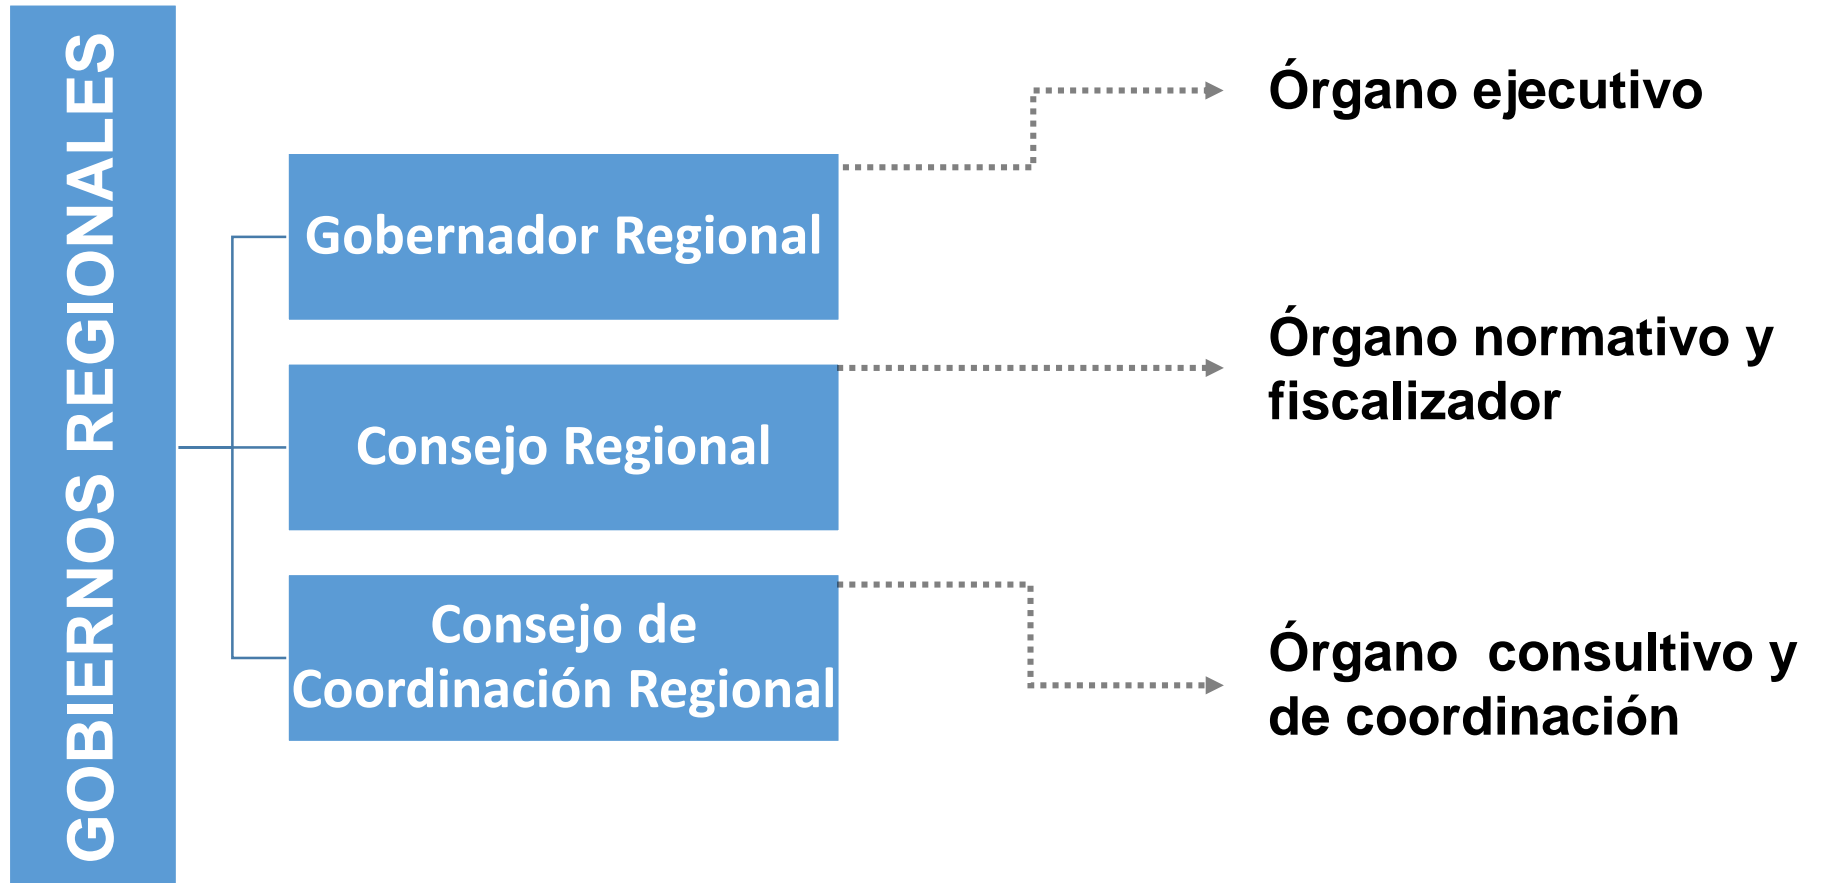 GOBIERNOS REGIONALES
Gobernador Regional
Órgano ejecutivo
Consejo Regional
Órgano normativo y
fiscalizador
Consejo de
Coordinación Regional
Órgano  consultivo y
de coordinación